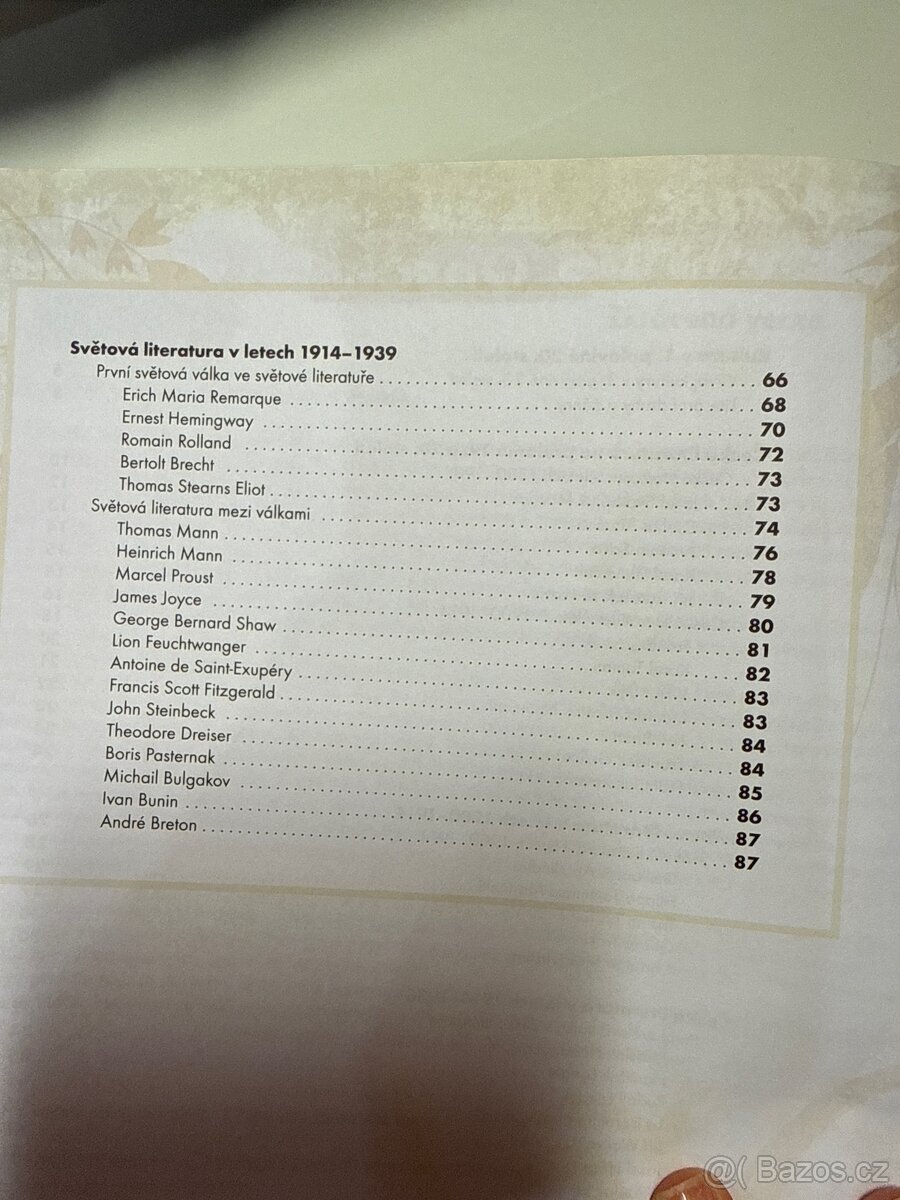 Světová literatura v letech 1914–1939
První světová válka ve světové literatuře 66
Erich Maria Remarque 68
Ernest Hemingway 70
Romain Rolland 72
Bertolt Brecht 73
Thomas Stearns Eliot 73
Světová literatura mezi válkami 74
Thomas Mann 76
Heinrich Mann 78
Marcel Proust 79
James Joyce 80
George Bernard Shaw 81
Lion Feuchtwanger 82
Antoine de Saint-Exupéry 83
Francis Scott Fitzgerald 83
John Steinbeck 84
Theodore Dreiser 84
Boris Pasternak 85
Michail Bulgakov 86
Ivan Bunin 87
André Breton 87
@( Bazos.cz